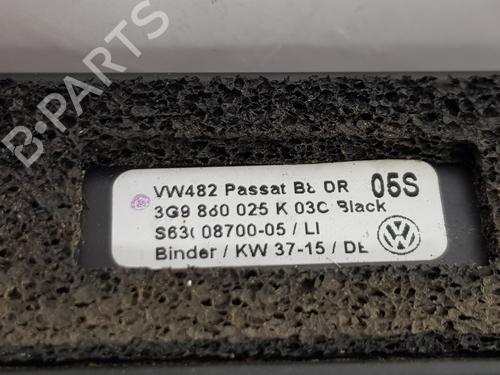 VW482 Passat B8 DR 05S
3G9 860 025 K 03C Black
S630 08700-05 / LI
Binder / KW 37-15 / DE
B-PARTS